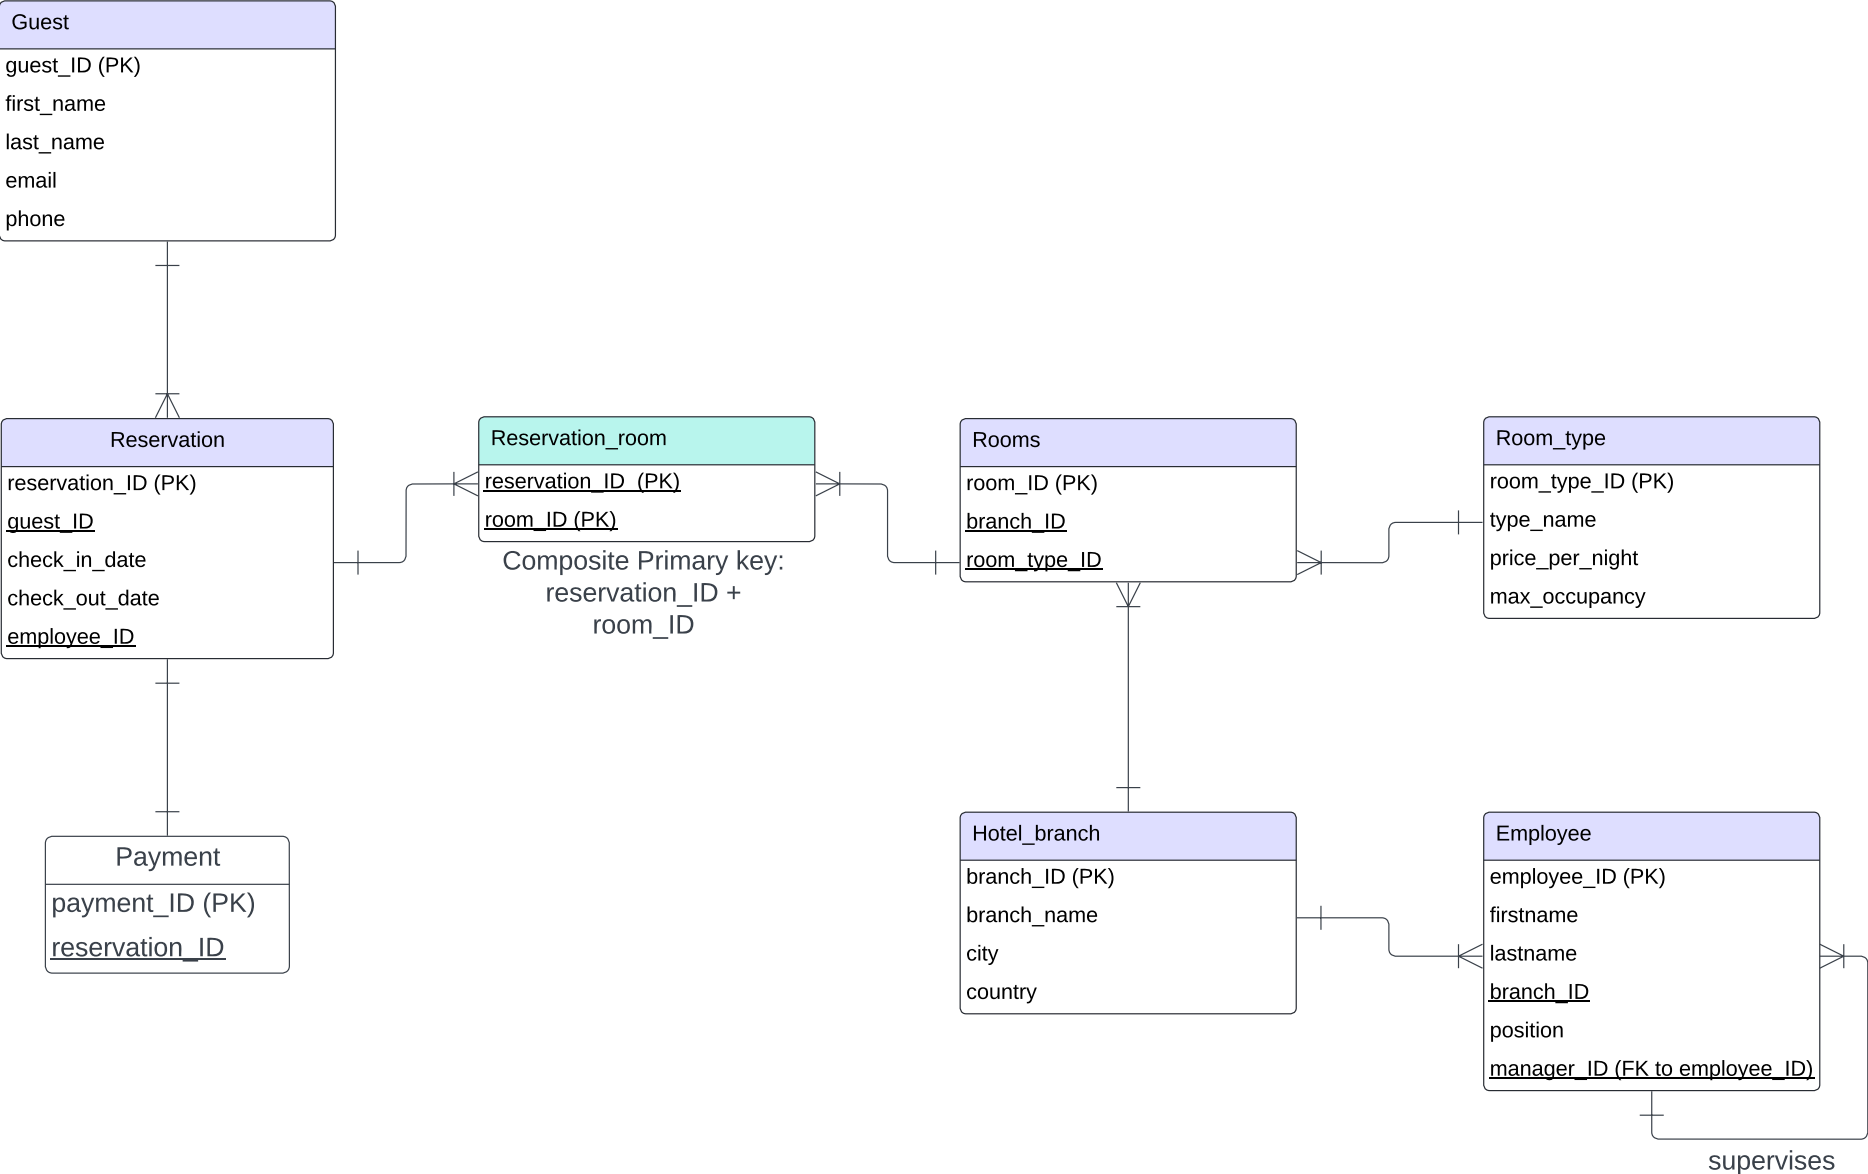 Guest
guest_ID (PK)
first_name
last_name
email
phone
Reservation
reservation_ID (PK)
guest_ID
check_in_date
check_out_date
employee_ID
Reservation_room
reservation_ID  (PK)
room_ID (PK)
Composite Primary key:
reservation_ID +
room_ID
Rooms
room_ID (PK)
branch_ID
room_type_ID
Room_type
room_type_ID (PK)
type_name
price_per_night
max_occupancy
Payment
payment_ID (PK)
reservation_ID
Hotel_branch
branch_ID (PK)
branch_name
city
country
Employee
employee_ID (PK)
firstname
lastname
branch_ID
position
manager_ID (FK to employee_ID)
supervises